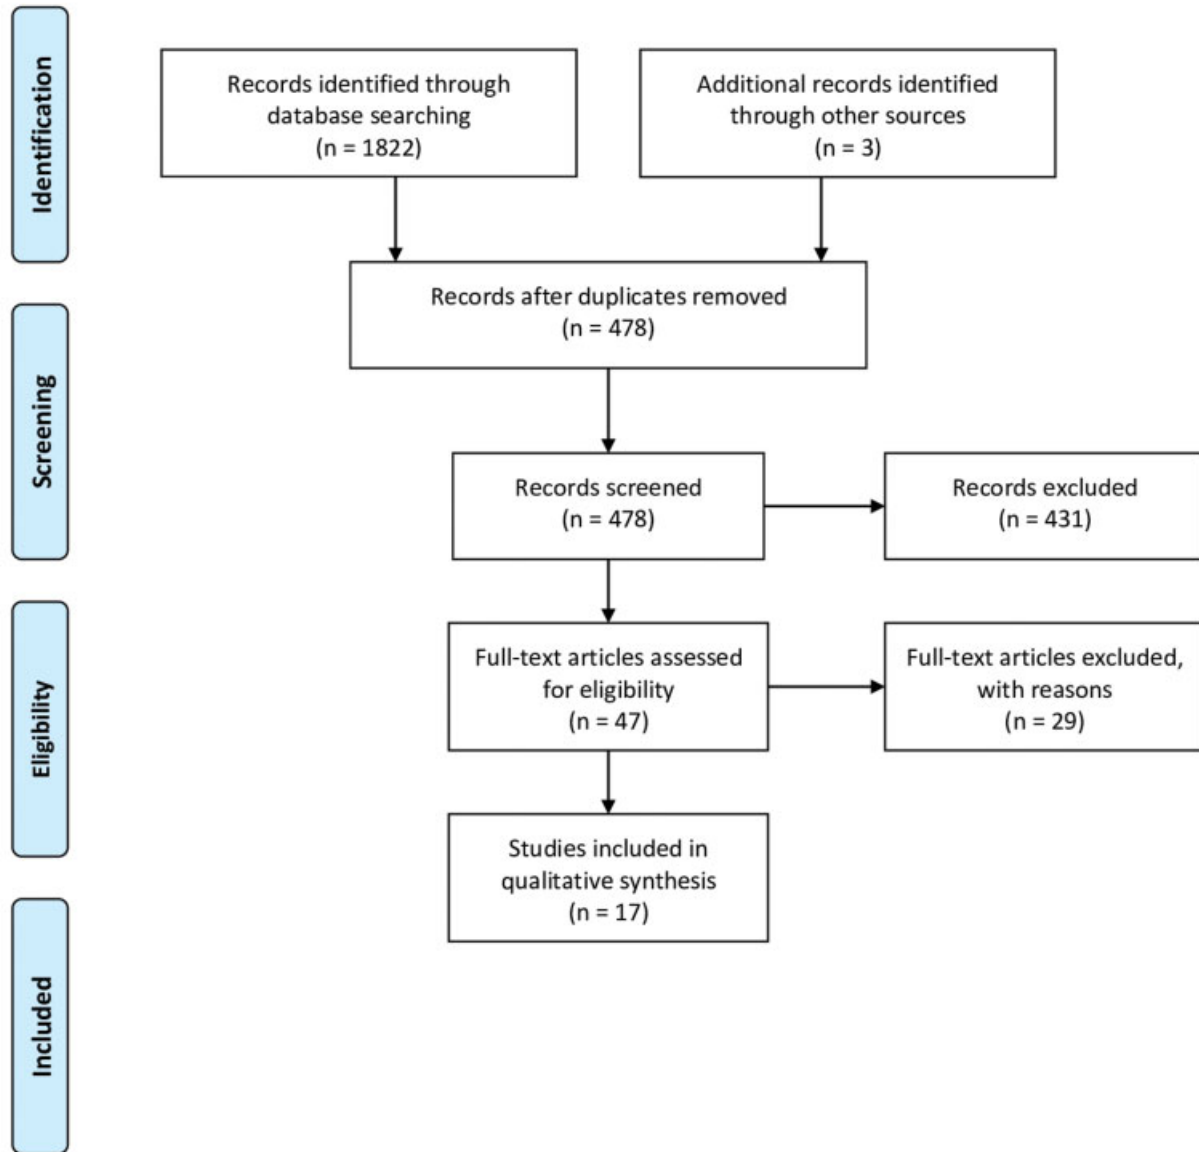 Identification
Records identified through
database searching
(n = 1822)
Additional records identified
through other sources
(n = 3)
Records after duplicates removed
(n = 478)
Screening
Records screened
(n = 478)
Records excluded
(n = 431)
Eligibility
Full-text articles assessed
for eligibility
(n = 47)
Full-text articles excluded,
with reasons
(n = 29)
Studies included in
qualitative synthesis
(n = 17)
Included